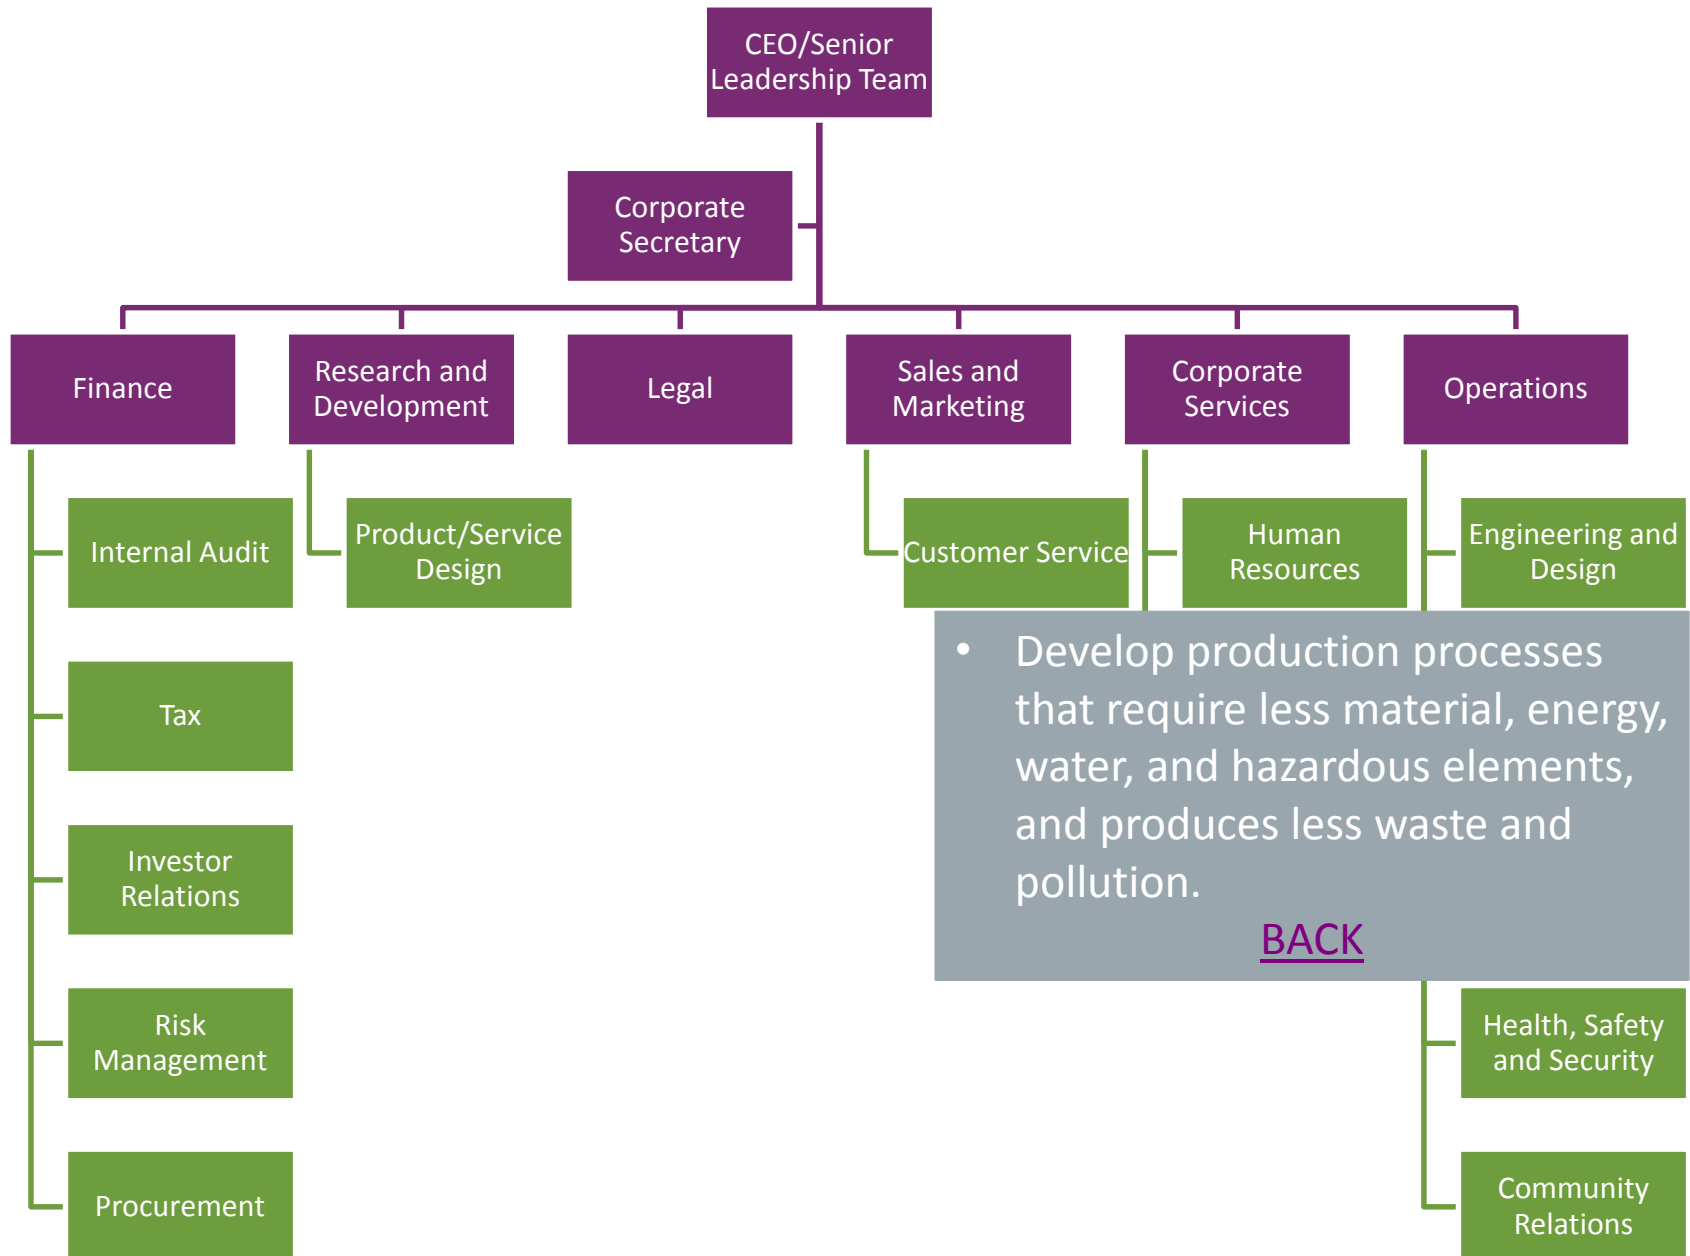 CEO/Senior
Leadership Team
Corporate
Secretary
Finance
Research and
Development
Legal
Sales and
Marketing
Corporate
Services
Operations
Internal Audit
Product/Service
Design
Customer Service
Human
Resources
Engineering and
Design
• Develop production processes
that require less material, energy,
water, and hazardous elements,
and produces less waste and
pollution.
BACK
Tax
Investor
Relations
Risk
Management
Health, Safety
and Security
Procurement
Community
Relations